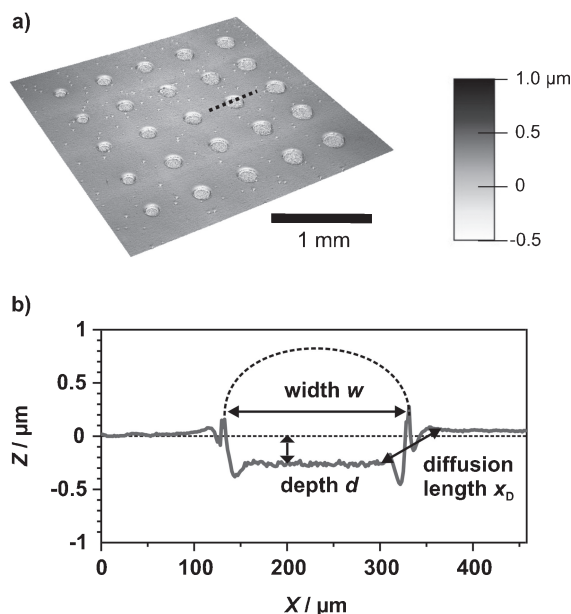 a)
1.0 µm
0.5
0
-0.5
1 mm
b)
1
0.5
0
-0.5
-1
Z / µm
width w
depth d
diffusion
length x_D
0 100 200 300 400
X / µm